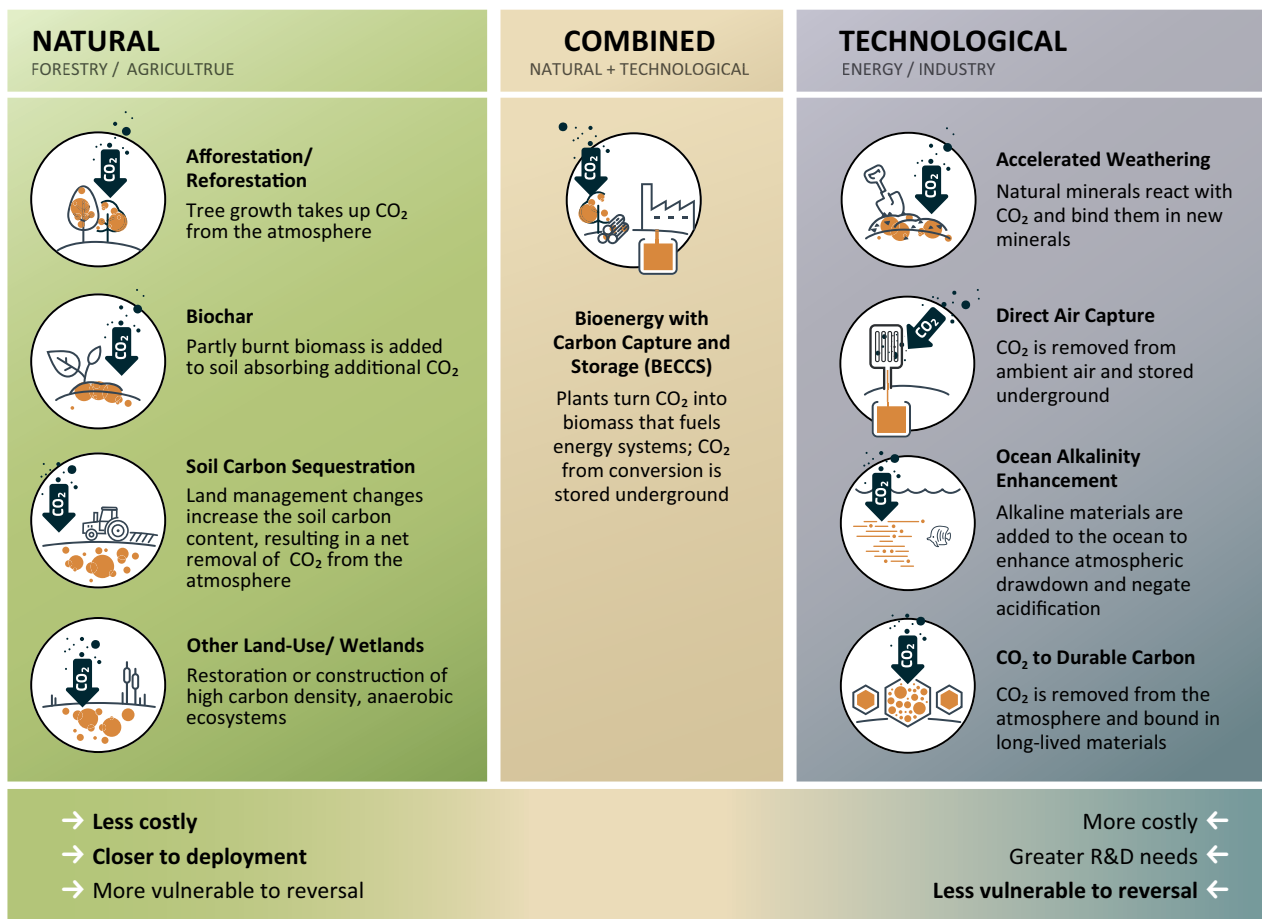 NATURAL
FORESTRY / AGRICULTRUE
CO₂
Afforestation/
Reforestation
Tree growth takes up CO₂
from the atmosphere
CO₂
Biochar
Partly burnt biomass is added
to soil absorbing additional CO₂
CO₂
Soil Carbon Sequestration
Land management changes
increase the soil carbon
content, resulting in a net
removal of CO₂ from the
atmosphere
CO₂
Other Land-Use/ Wetlands
Restoration or construction of
high carbon density, anaerobic
ecosystems
COMBINED
NATURAL + TECHNOLOGICAL
CO₂
Bioenergy with
Carbon Capture and
Storage (BECCS)
Plants turn CO₂ into
biomass that fuels
energy systems; CO₂
from conversion is
stored underground
TECHNOLOGICAL
ENERGY / INDUSTRY
CO₂
Accelerated Weathering
Natural minerals react with
CO₂ and bind them in new
minerals
CO₂
Direct Air Capture
CO₂ is removed from
ambient air and stored
underground
CO₂
Ocean Alkalinity
Enhancement
Alkaline materials are
added to the ocean to
enhance atmospheric
drawdown and negate
acidification
CO₂
CO₂ to Durable Carbon
CO₂ is removed from the
atmosphere and bound in
long-lived materials
→ Less costly
→ Closer to deployment
→ More vulnerable to reversal
More costly ←
Greater R&D needs ←
Less vulnerable to reversal ←